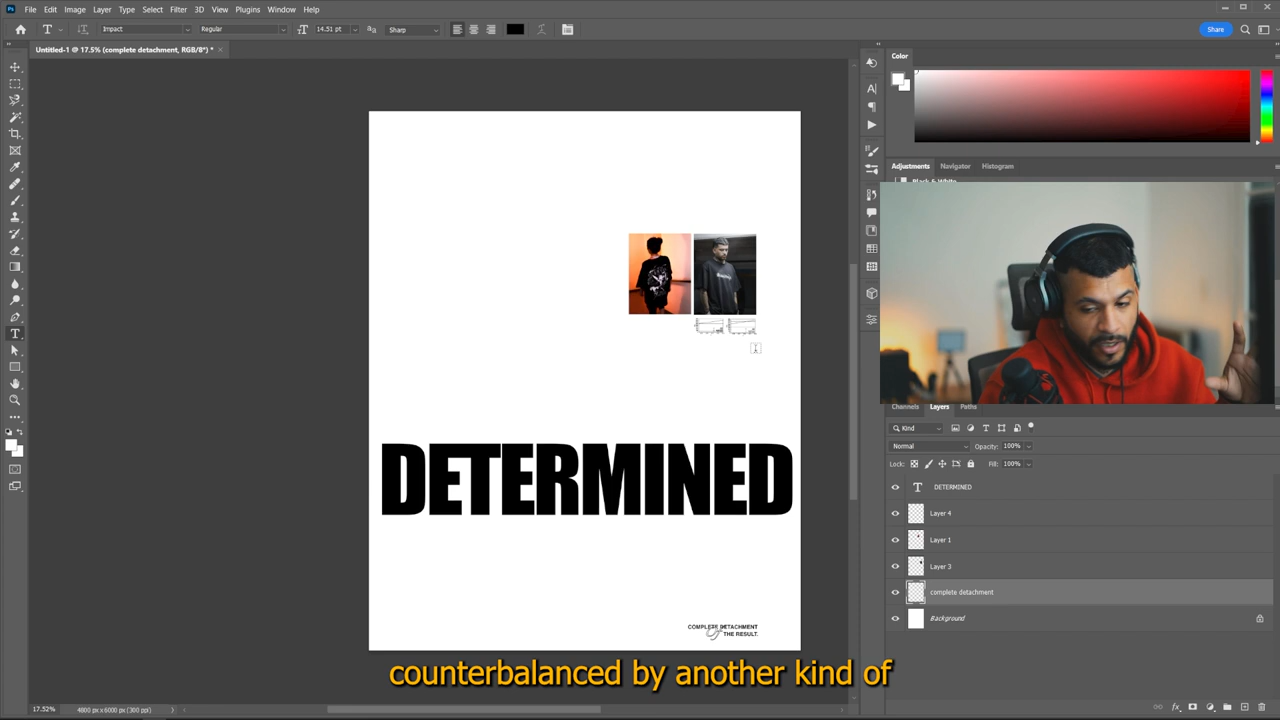 File Edit Image Layer Type Select Filter 3D View Plugins Window Help
Impact Regular 14.51 pt Sharp Share
Untitled-1 @ 17.5% (complete detachment, RGB/8*) *
Color
Adjustments Navigator Histogram
Black & White
DETERMINED
COMPLETE DETACHMENT
THE RESULT.
Channels Layers Paths
Kind
Normal Opacity: 100%
Lock: Fill: 100%
DETERMINED
Layer 4
Layer 1
Layer 3
complete detachment
Background
counterbalanced by another kind of
17.52% 4800 px x 6000 px (300 ppi)